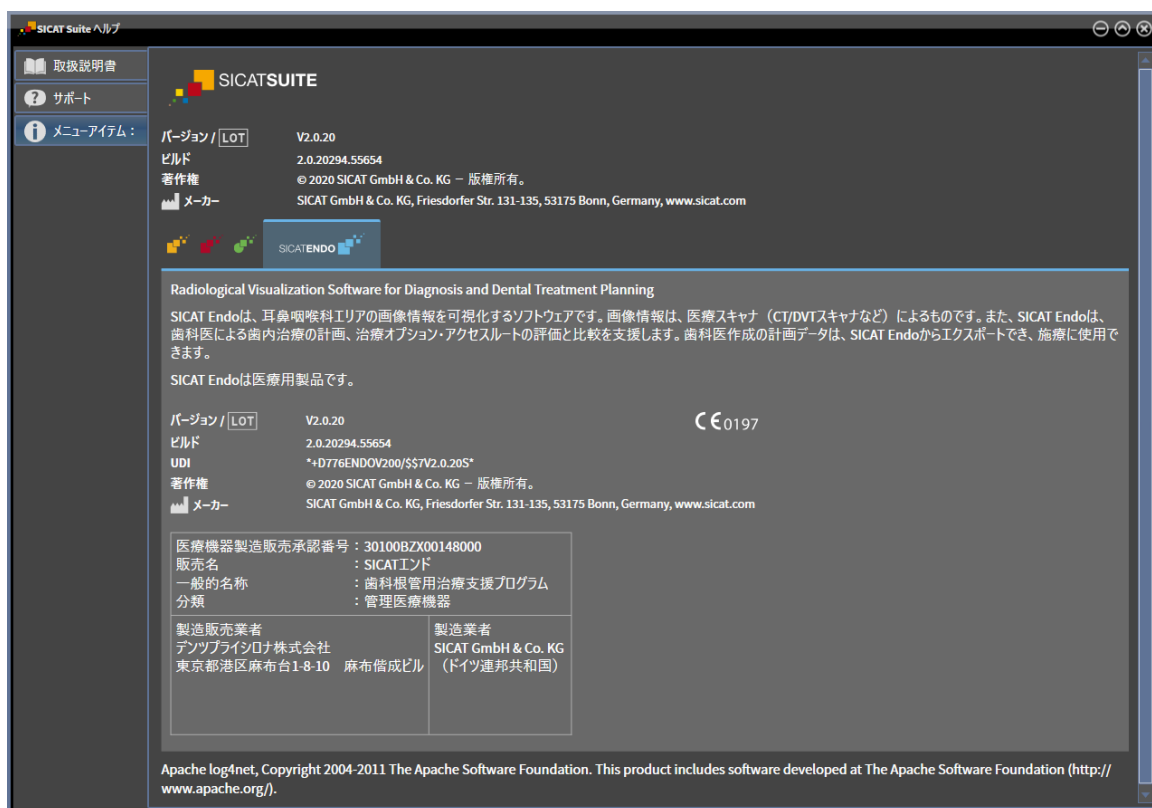 SICAT Suite ヘルプ
取扱説明書
サポート
メニューアイテム：
SICATSUITE
バージョン / LOT V2.0.20
ビルド 2.0.20294.55654
著作権 © 2020 SICAT GmbH & Co. KG – 版権所有。
メーカー SICAT GmbH & Co. KG, Friesdorfer Str. 131-135, 53175 Bonn, Germany, www.sicat.com
SICATENDO
Radiological Visualization Software for Diagnosis and Dental Treatment Planning
SICAT Endoは、耳鼻咽喉科エリアの画像情報を可視化するソフトウェアです。画像情報は、医療スキャナ（CT/DVTスキャナなど）によるものです。また、SICAT Endoは、
歯科医による歯内治療の計画、治療オプション・アクセスルートの評価と比較を支援します。歯科医作成の計画データは、SICAT Endoからエクスポートでき、施療に使用で
きます。
SICAT Endoは医療用製品です。
バージョン / LOT V2.0.20
CE0197
ビルド 2.0.20294.55654
UDI *+D776ENDOV200/$$7V2.0.20S*
著作権 © 2020 SICAT GmbH & Co. KG – 版権所有。
メーカー SICAT GmbH & Co. KG, Friesdorfer Str. 131-135, 53175 Bonn, Germany, www.sicat.com
医療機器製造販売承認番号：30100BZX00148000
販売名：SICATエンド
一般的名称：歯科根管用治療支援プログラム
分類：管理医療機器
製造販売業者
デンツプライシロナ株式会社
東京都港区麻布台1-8-10 麻布偕成ビル
製造業者
SICAT GmbH & Co. KG
（ドイツ連邦共和国）
Apache log4net, Copyright 2004-2011 The Apache Software Foundation. This product includes software developed at The Apache Software Foundation (http://
www.apache.org/).